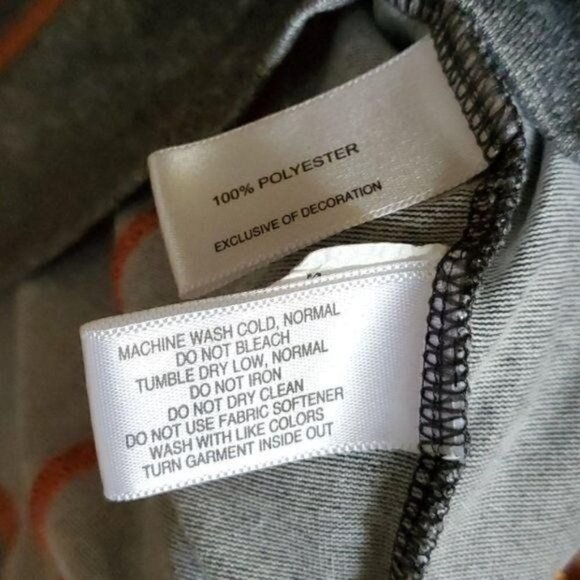 100% POLYESTER
EXCLUSIVE OF DECORATION
MACHINE WASH COLD, NORMAL
DO NOT BLEACH
TUMBLE DRY LOW, NORMAL
DO NOT IRON
DO NOT DRY CLEAN
DO NOT USE FABRIC SOFTENER
WASH WITH LIKE COLORS
TURN GARMENT INSIDE OUT